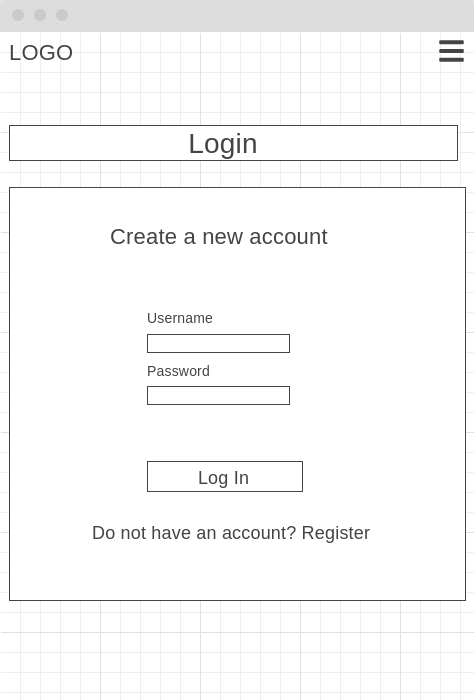 LOGO
Login
Create a new account
Username
Password
Log In
Do not have an account? Register